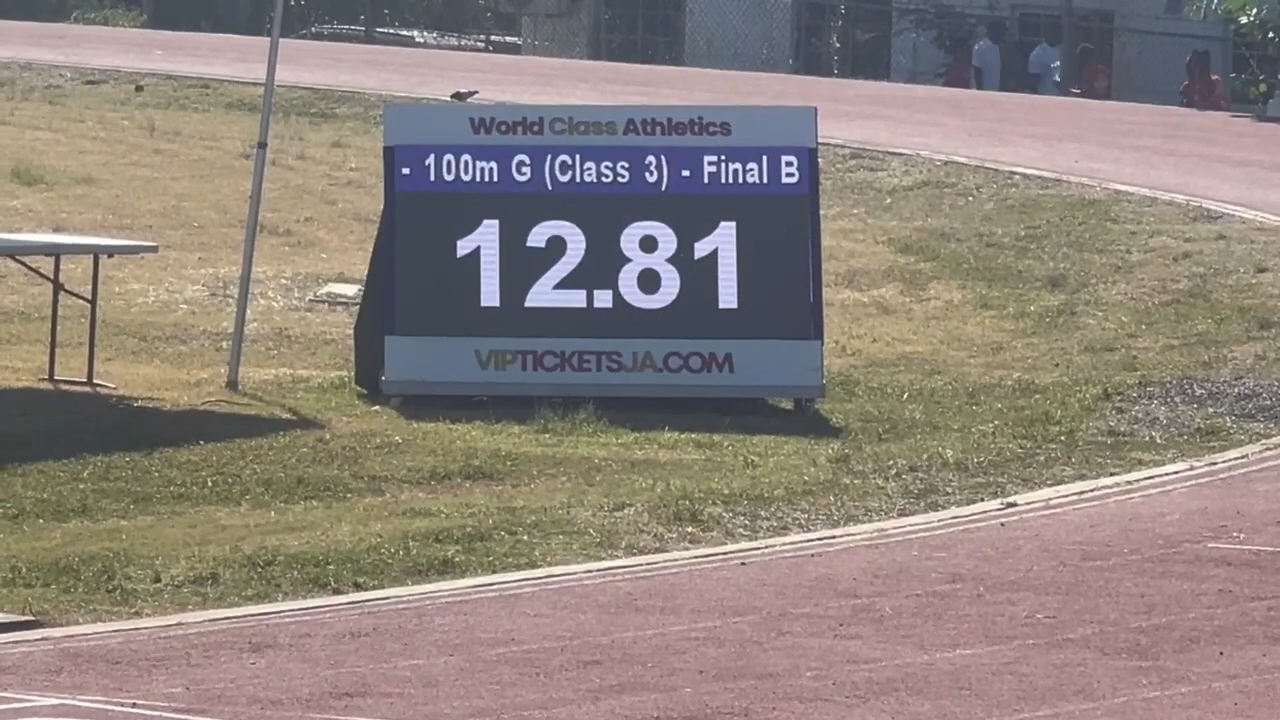 World Class Athletics
- 100m G (Class 3) - Final B
12.81
VIPTICKETSJA.COM